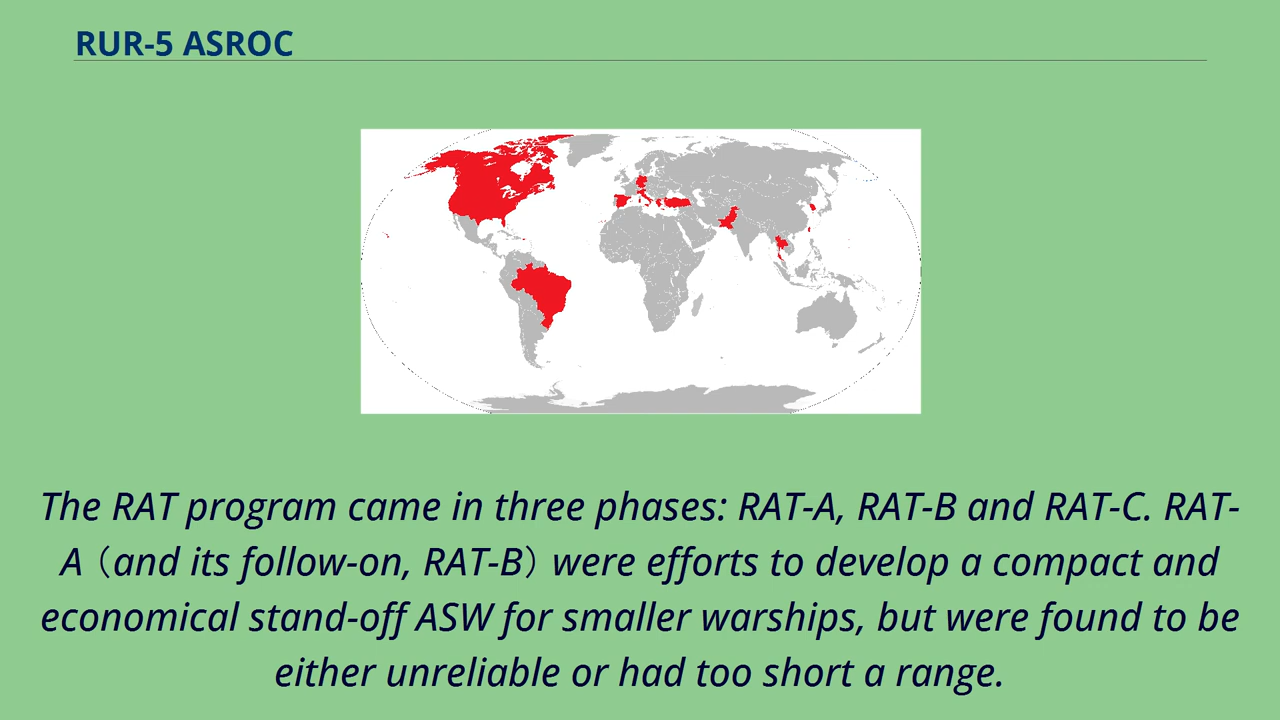 RUR-5 ASROC
The RAT program came in three phases: RAT-A, RAT-B and RAT-C. RAT-
A (and its follow-on, RAT-B) were efforts to develop a compact and
economical stand-off ASW for smaller warships, but were found to be
either unreliable or had too short a range.